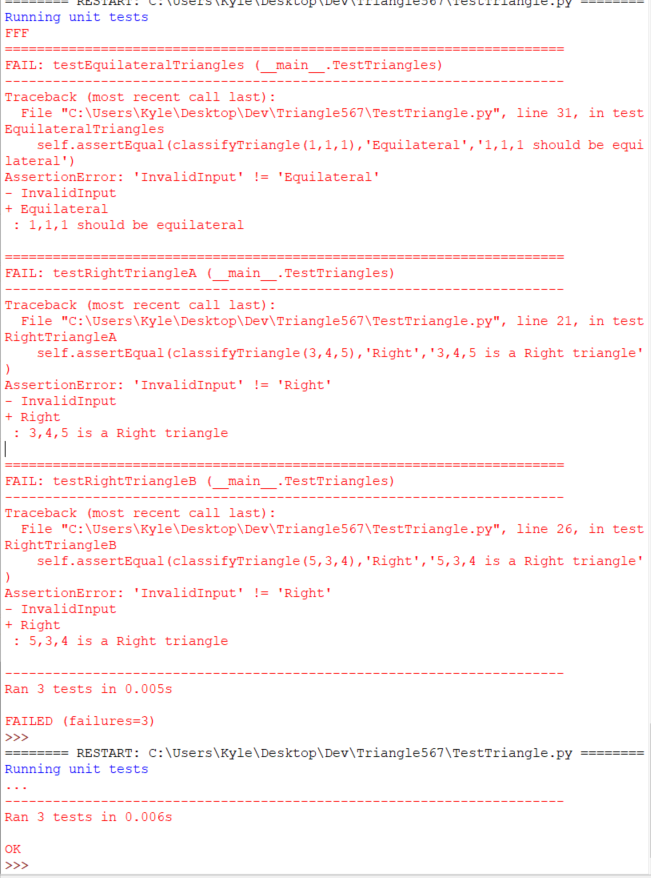 ======== RESTART: C:\Users\Kyle\Desktop\Dev\Triangle567\TestTriangle.py ========
Running unit tests
FFF
======================================================================
FAIL: testEquilateralTriangles (__main__.TestTriangles)
----------------------------------------------------------------------
Traceback (most recent call last):
  File "C:\Users\Kyle\Desktop\Dev\Triangle567\TestTriangle.py", line 31, in test
EquilateralTriangles
    self.assertEqual(classifyTriangle(1,1,1),'Equilateral','1,1,1 should be equi
lateral')
AssertionError: 'InvalidInput' != 'Equilateral'
- InvalidInput
+ Equilateral
 : 1,1,1 should be equilateral
======================================================================
FAIL: testRightTriangleA (__main__.TestTriangles)
----------------------------------------------------------------------
Traceback (most recent call last):
  File "C:\Users\Kyle\Desktop\Dev\Triangle567\TestTriangle.py", line 21, in test
RightTriangleA
    self.assertEqual(classifyTriangle(3,4,5),'Right','3,4,5 is a Right triangle'
)
AssertionError: 'InvalidInput' != 'Right'
- InvalidInput
+ Right
 : 3,4,5 is a Right triangle
======================================================================
FAIL: testRightTriangleB (__main__.TestTriangles)
----------------------------------------------------------------------
Traceback (most recent call last):
  File "C:\Users\Kyle\Desktop\Dev\Triangle567\TestTriangle.py", line 26, in test
RightTriangleB
    self.assertEqual(classifyTriangle(5,3,4),'Right','5,3,4 is a Right triangle'
)
AssertionError: 'InvalidInput' != 'Right'
- InvalidInput
+ Right
 : 5,3,4 is a Right triangle
----------------------------------------------------------------------
Ran 3 tests in 0.005s
FAILED (failures=3)
>>>
======== RESTART: C:\Users\Kyle\Desktop\Dev\Triangle567\TestTriangle.py ========
Running unit tests
...
----------------------------------------------------------------------
Ran 3 tests in 0.006s
OK
>>>